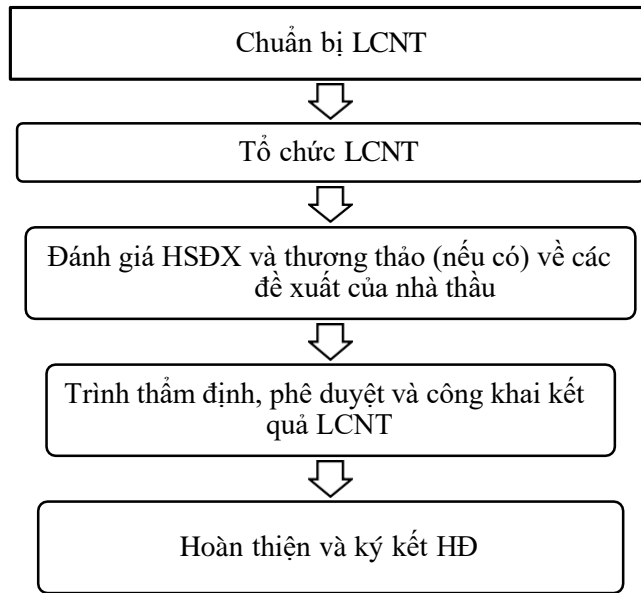 Chuẩn bị LCNT
Tổ chức LCNT
Đánh giá HSĐX và thương thảo (nếu có) về các
đề xuất của nhà thầu
Trình thẩm định, phê duyệt và công khai kết
quả LCNT
Hoàn thiện và ký kết HĐ